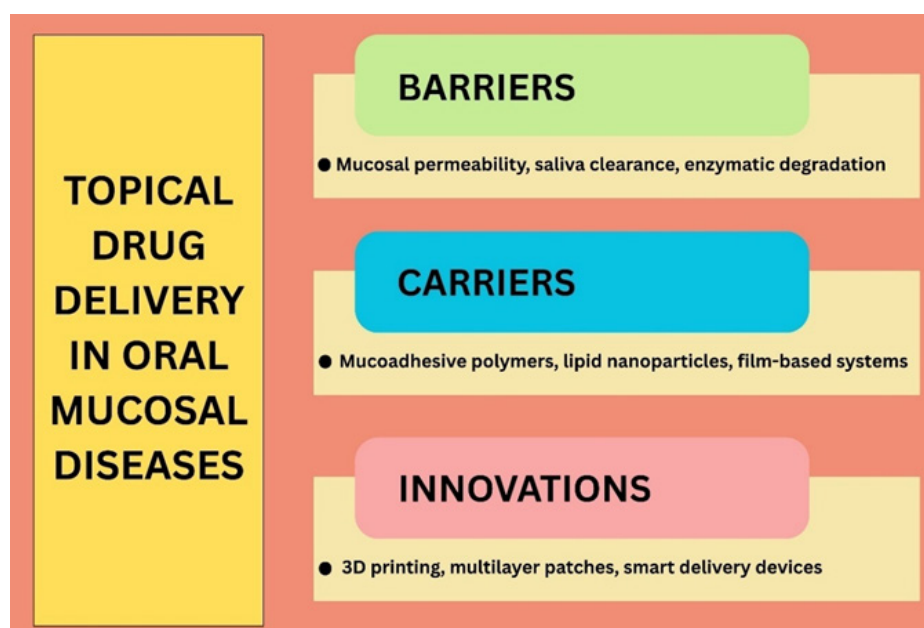 TOPICAL
DRUG
DELIVERY
IN ORAL
MUCOSAL
DISEASES
BARRIERS
● Mucosal permeability, saliva clearance, enzymatic degradation
CARRIERS
● Mucoadhesive polymers, lipid nanoparticles, film-based systems
INNOVATIONS
● 3D printing, multilayer patches, smart delivery devices